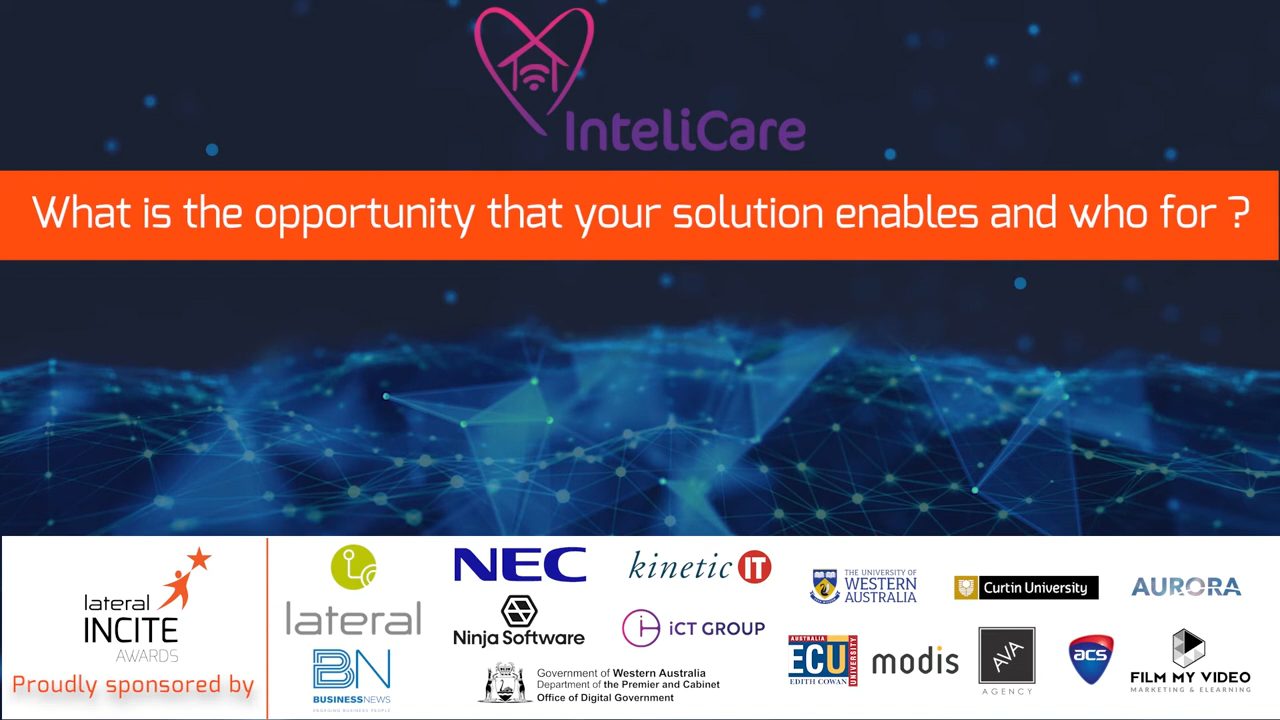 InteliCare
What is the opportunity that your solution enables and who for ?
lateral
INCITE
AWARDS
Proudly sponsored by
lateral
BN
BUSINESSNEWS
NEC
Ninja Software
Government of Western Australia
Department of the Premier and Cabinet
Office of Digital Government
kinetic IT
iCT GROUP
THE UNIVERSITY OF
WESTERN
AUSTRALIA
Curtin University
AURORA
AUSTRALIA
ECU
EDITH COWAN
UNIVERSITY
modis
AVA
AGENCY
acs
FILM MY VIDEO
MARKETING & ELEARNING